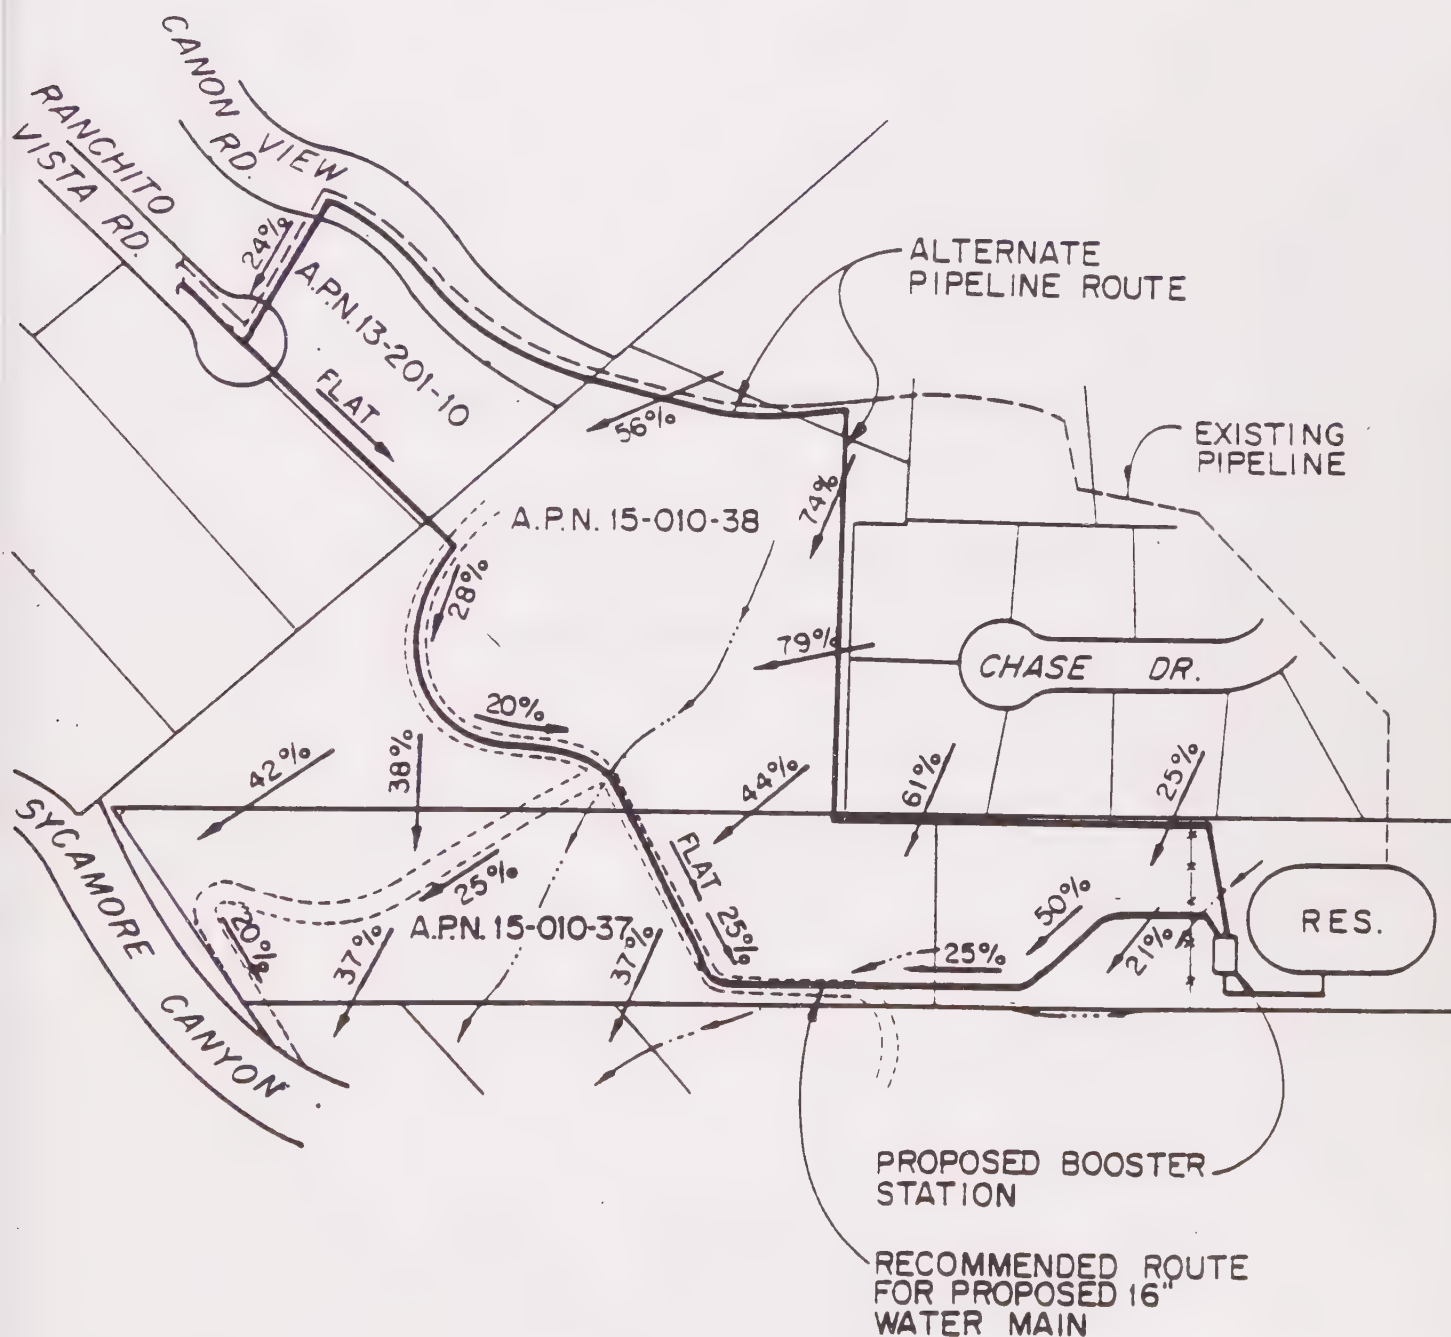 CANON VIEW
RD.
RANCHITO
VISTA RD.
24%
A.P.N. 13-201-10
FLAT
ALTERNATE
PIPELINE ROUTE
56%
EXISTING
PIPELINE
74%
A.P.N. 15-010-38
28%
79%
CHASE DR.
20%
42%
38%
44%
61%
25%
SYCAMORE CANYON
FLAT
25%
25%
50%
A.P.N. 15-010-37
20%
37%
37%
25%
21%
RES.
PROPOSED BOOSTER
STATION
RECOMMENDED ROUTE
FOR PROPOSED 16"
WATER MAIN